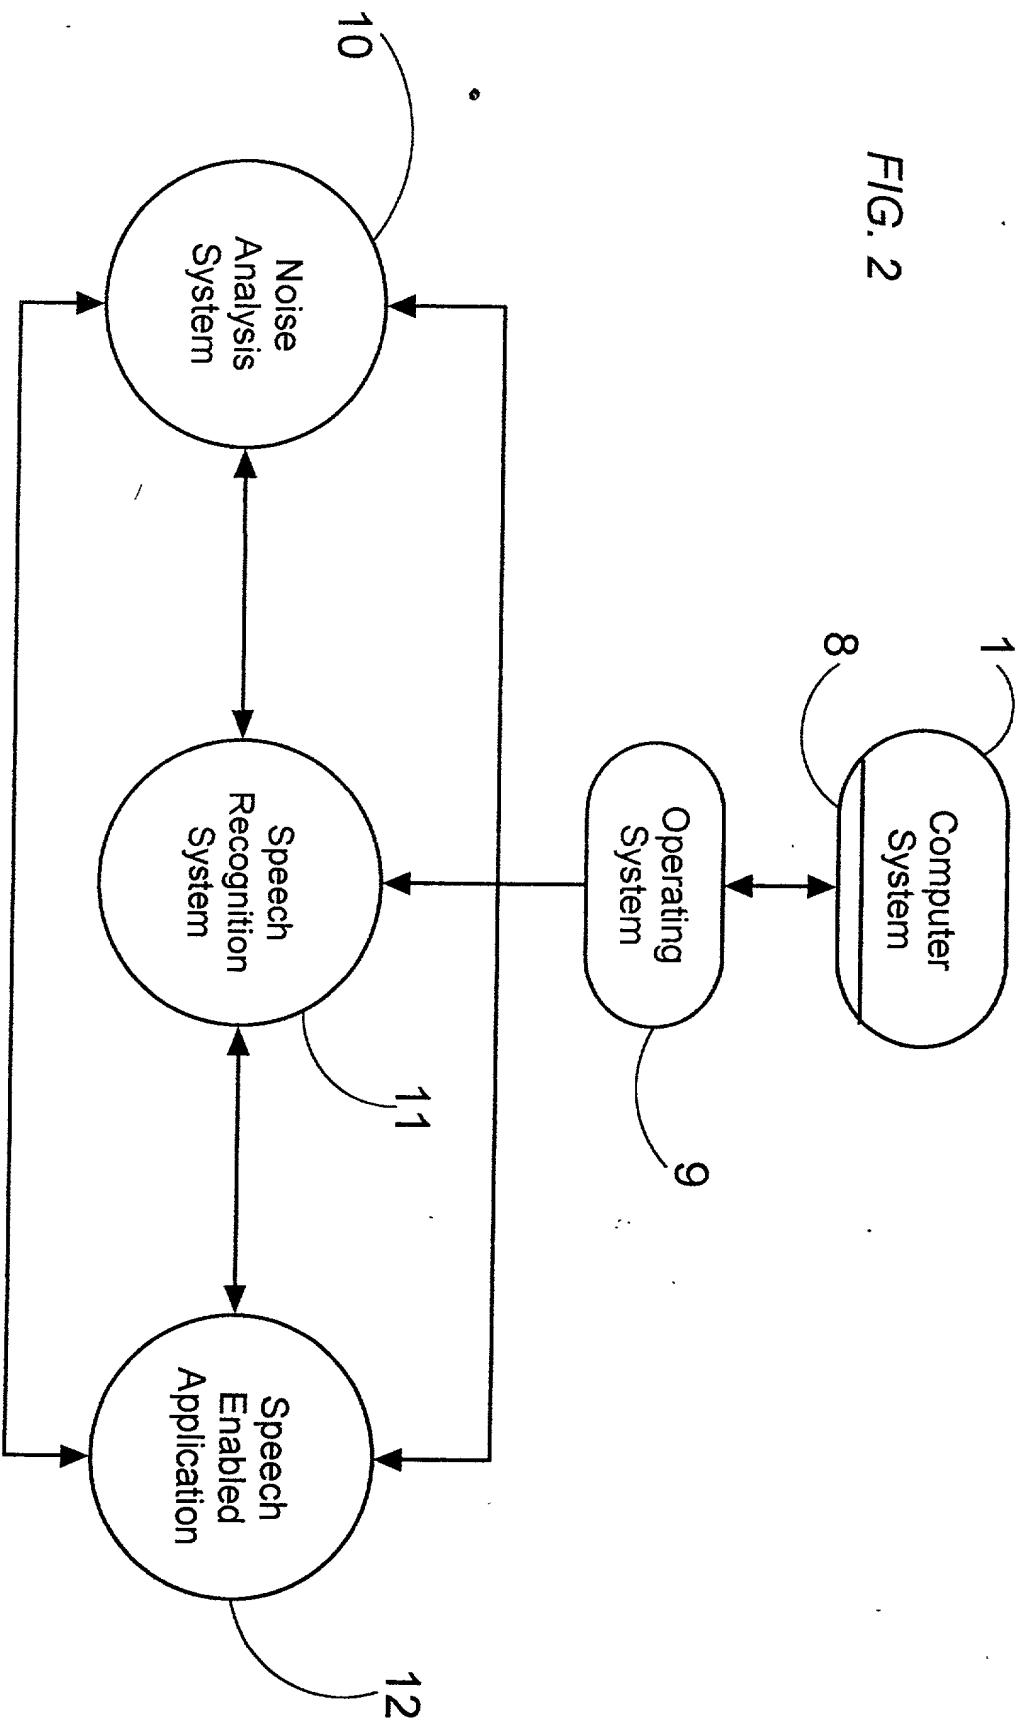 FIG. 2
1
Computer
System
8
Operating
System
9
10
Noise
Analysis
System
Speech
Recognition
System
11
Speech
Enabled
Application
12